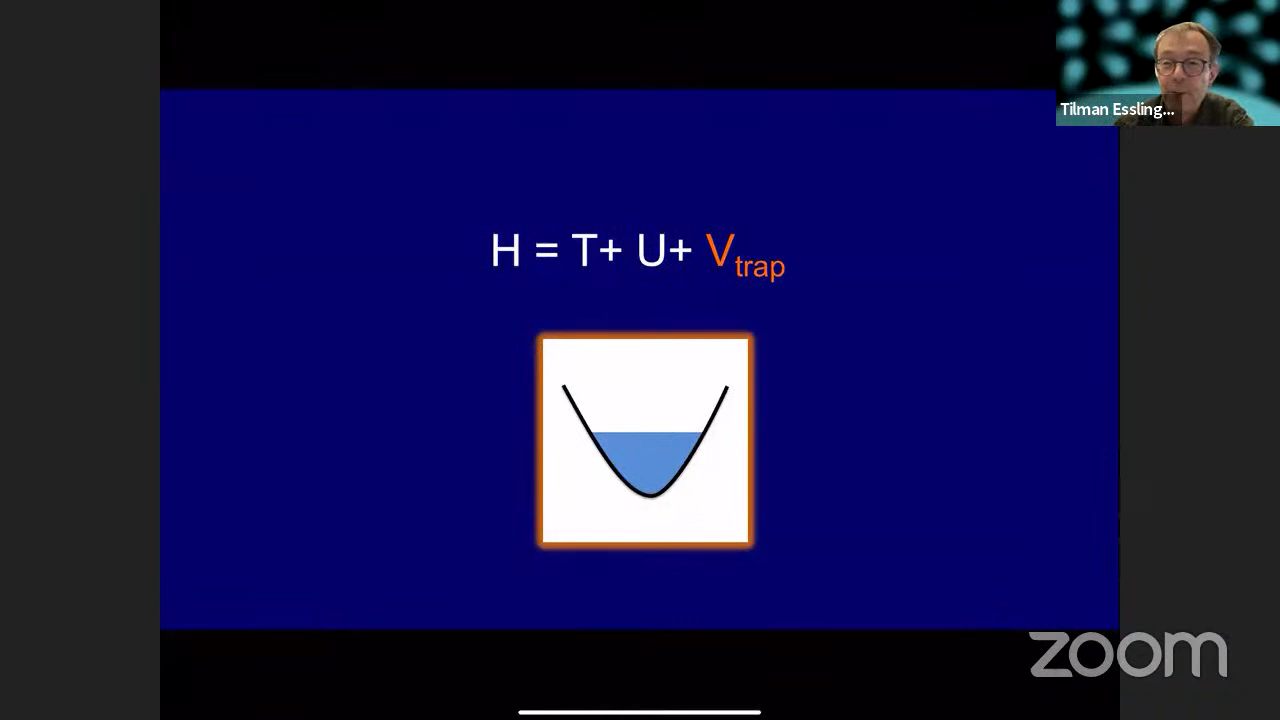 Tilman Essling...
H = T+ U+ Vtrap
zoom